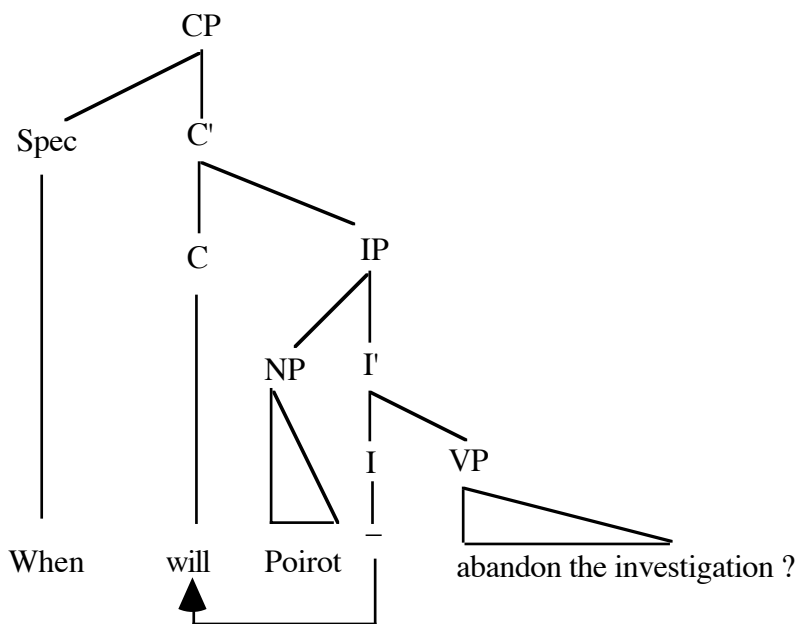 CP
Spec C'
C IP
NP I'
I VP
–
When will Poirot abandon the investigation ?